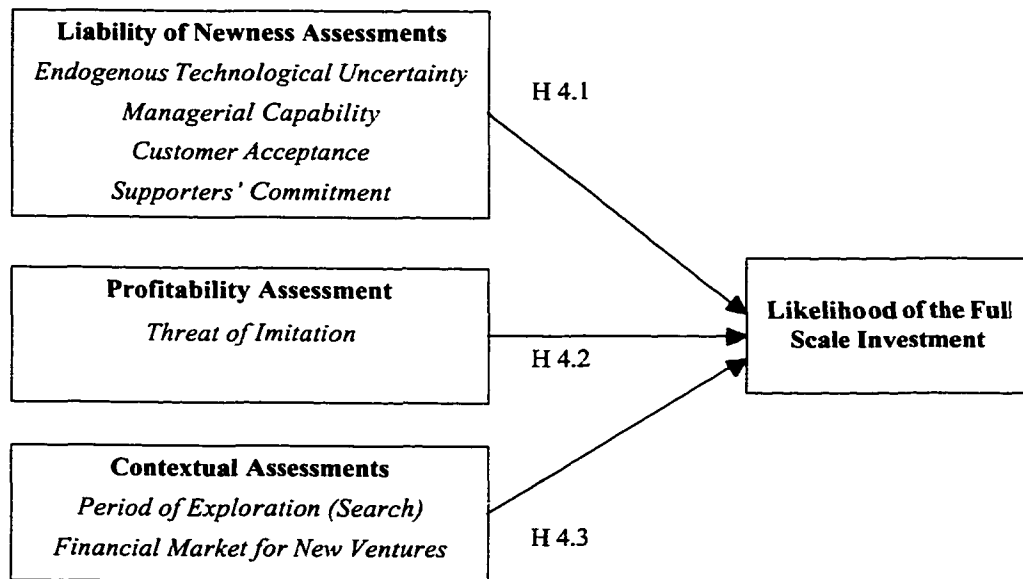 Liability of Newness Assessments
Endogenous Technological Uncertainty
Managerial Capability
Customer Acceptance
Supporters' Commitment
H 4.1
Profitability Assessment
Threat of Imitation
H 4.2
Likelihood of the Full
Scale Investment
Contextual Assessments
Period of Exploration (Search)
Financial Market for New Ventures
H 4.3